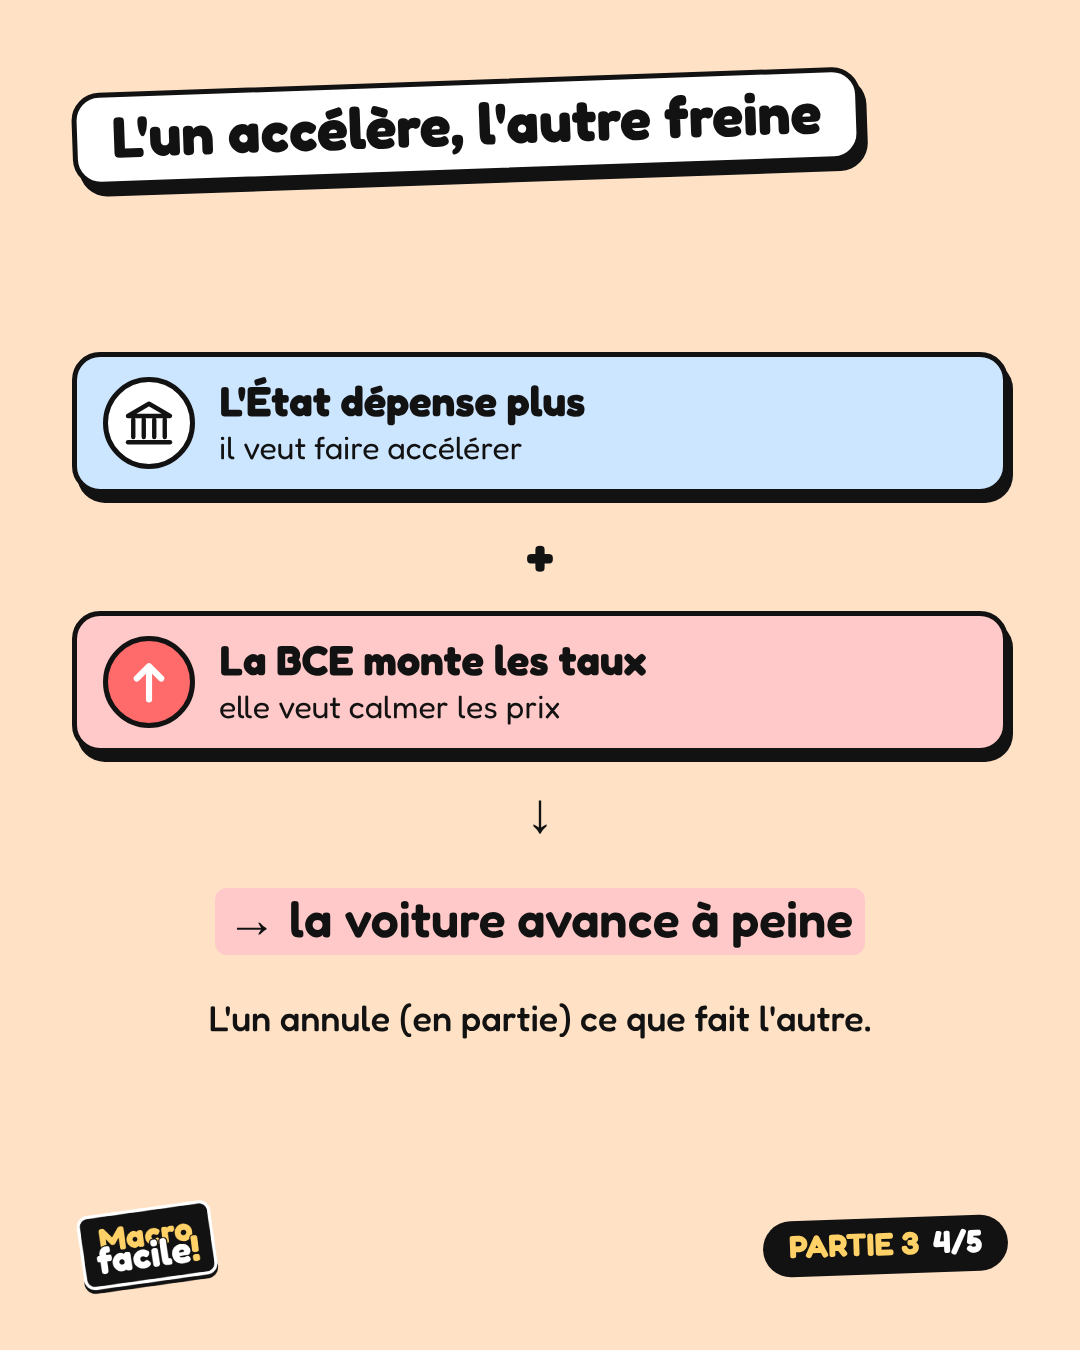 L'un accélère, l'autre freine
L'État dépense plus
il veut faire accélérer
+
La BCE monte les taux
elle veut calmer les prix
↓
→ la voiture avance à peine
L'un annule (en partie) ce que fait l'autre.
Macro
facile!
PARTIE 3 4/5